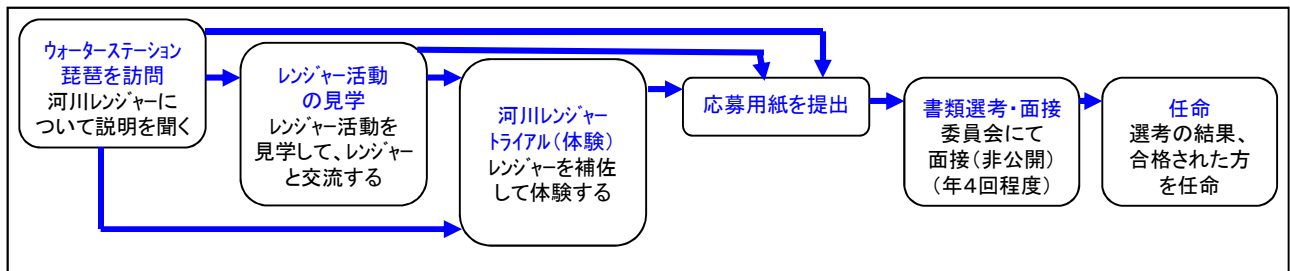 ウォーターステーション
琵琶を訪問
河川レンジャーに
ついて説明を聞く
レンジャー活動
の見学
レンジャー活動を
見学して、レンジャー
と交流する
河川レンジャー
トライアル(体験)
レンジャーを補佐
して体験する
応募用紙を提出
書類選考・面接
委員会にて
面接(非公開)
(年4回程度)
任命
選考の結果、
合格された方
を任命